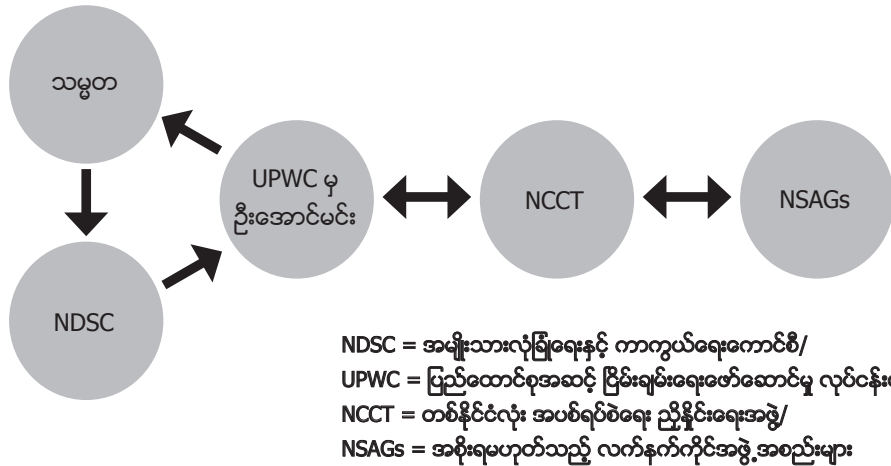 သမ္မတ
UPWC မှ
ဦးအောင်မင်း
NCCT
NSAGs
NDSC
NDSC = အမျိုးသားလုံခြုံရေးနှင့် ကာကွယ်ရေးကောင်စီ/
UPWC = ပြည်ထောင်စုအဆင့် ငြိမ်းချမ်းရေးဖော်ဆောင်မှု လုပ်ငန်း
NCCT = တစ်နိုင်ငံလုံး အပစ်ရပ်စဲရေး ညှိနှိုင်းရေးအဖွဲ့/
NSAGs = အစိုးရမဟုတ်သည့် လက်နက်ကိုင်အဖွဲ့အစည်းများ